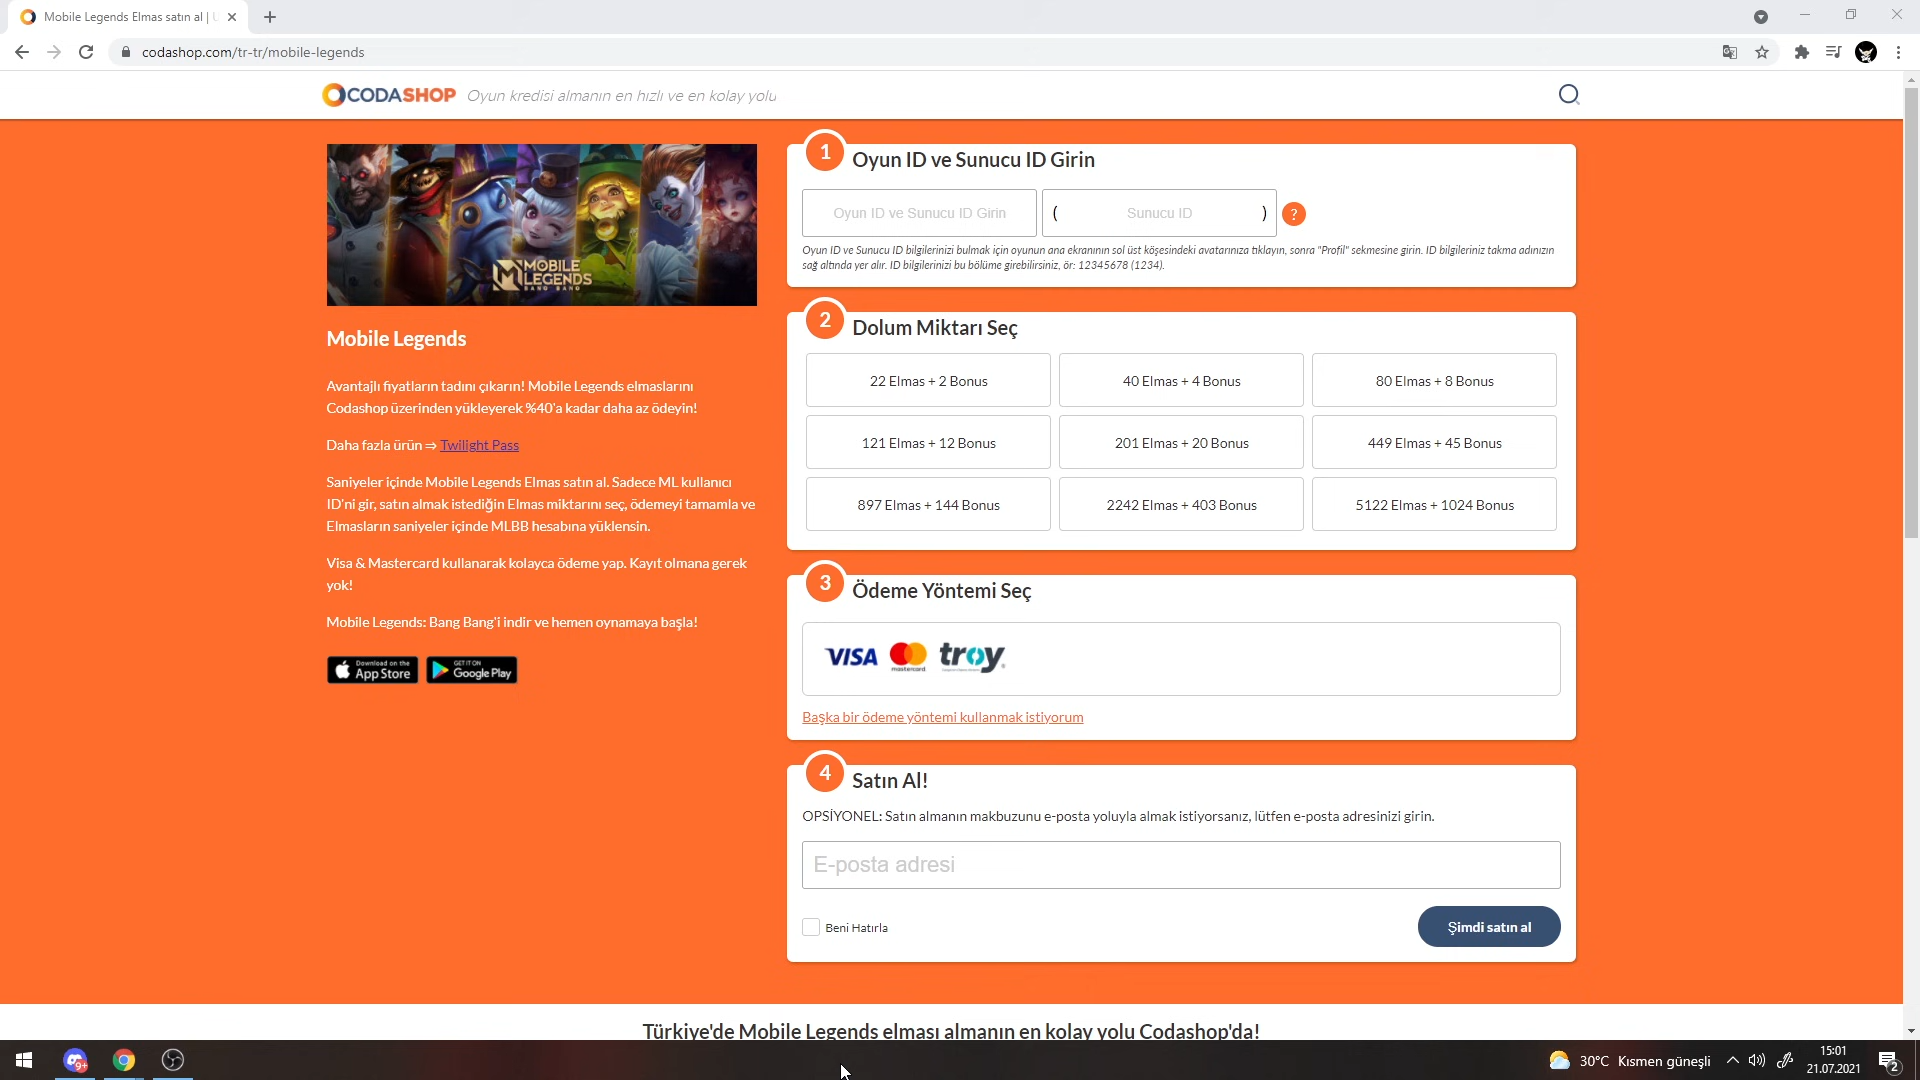 Mobile Legends Elmas satın al |
codashop.com/tr-tr/mobile-legends
CODASHOP Oyun kredisi almanın en hızlı ve en kolay yolu
MOBILE
LEGENDS
BANG BANG
Mobile Legends
Avantajlı fiyatların tadını çıkarın! Mobile Legends elmaslarını
Codashop üzerinden yükleyerek %40'a kadar daha az ödeyin!
Daha fazla ürün ⇒ Twilight Pass
Saniyeler içinde Mobile Legends Elmas satın al. Sadece ML kullanıcı
ID'ni gir, satın almak istediğin Elmas miktarını seç, ödemeyi tamamla ve
Elmasların saniyeler içinde MLBB hesabına yüklensin.
Visa & Mastercard kullanarak kolayca ödeme yap. Kayıt olmana gerek
yok!
Mobile Legends: Bang Bang'i indir ve hemen oynamaya başla!
Download on the
App Store
GET IT ON
Google Play
1 Oyun ID ve Sunucu ID Girin
Oyun ID ve Sunucu ID Girin ( Sunucu ID ) ?
Oyun ID ve Sunucu ID bilgilerinizi bulmak için oyunun ana ekranının sol üst köşesindeki avatarınıza tıklayın, sonra "Profil" sekmesine girin. ID bilgileriniz takma adınızın
sağ altında yer alır. ID bilgilerinizi bu bölüme girebilirsiniz, ör: 12345678 (1234).
2 Dolum Miktarı Seç
22 Elmas + 2 Bonus 40 Elmas + 4 Bonus 80 Elmas + 8 Bonus
121 Elmas + 12 Bonus 201 Elmas + 20 Bonus 449 Elmas + 45 Bonus
897 Elmas + 144 Bonus 2242 Elmas + 403 Bonus 5122 Elmas + 1024 Bonus
3 Ödeme Yöntemi Seç
VISA mastercard troy
Başka bir ödeme yöntemi kullanmak istiyorum
4 Satın Al!
OPSİYONEL: Satın almanın makbuzunu e-posta yoluyla almak istiyorsanız, lütfen e-posta adresinizi girin.
E-posta adresi
Beni Hatırla Şimdi satın al
Türkiye'de Mobile Legends elması almanın en kolay yolu Codashop'da!
9+ 30°C Kısmen güneşli 15:01
21.07.2021 2